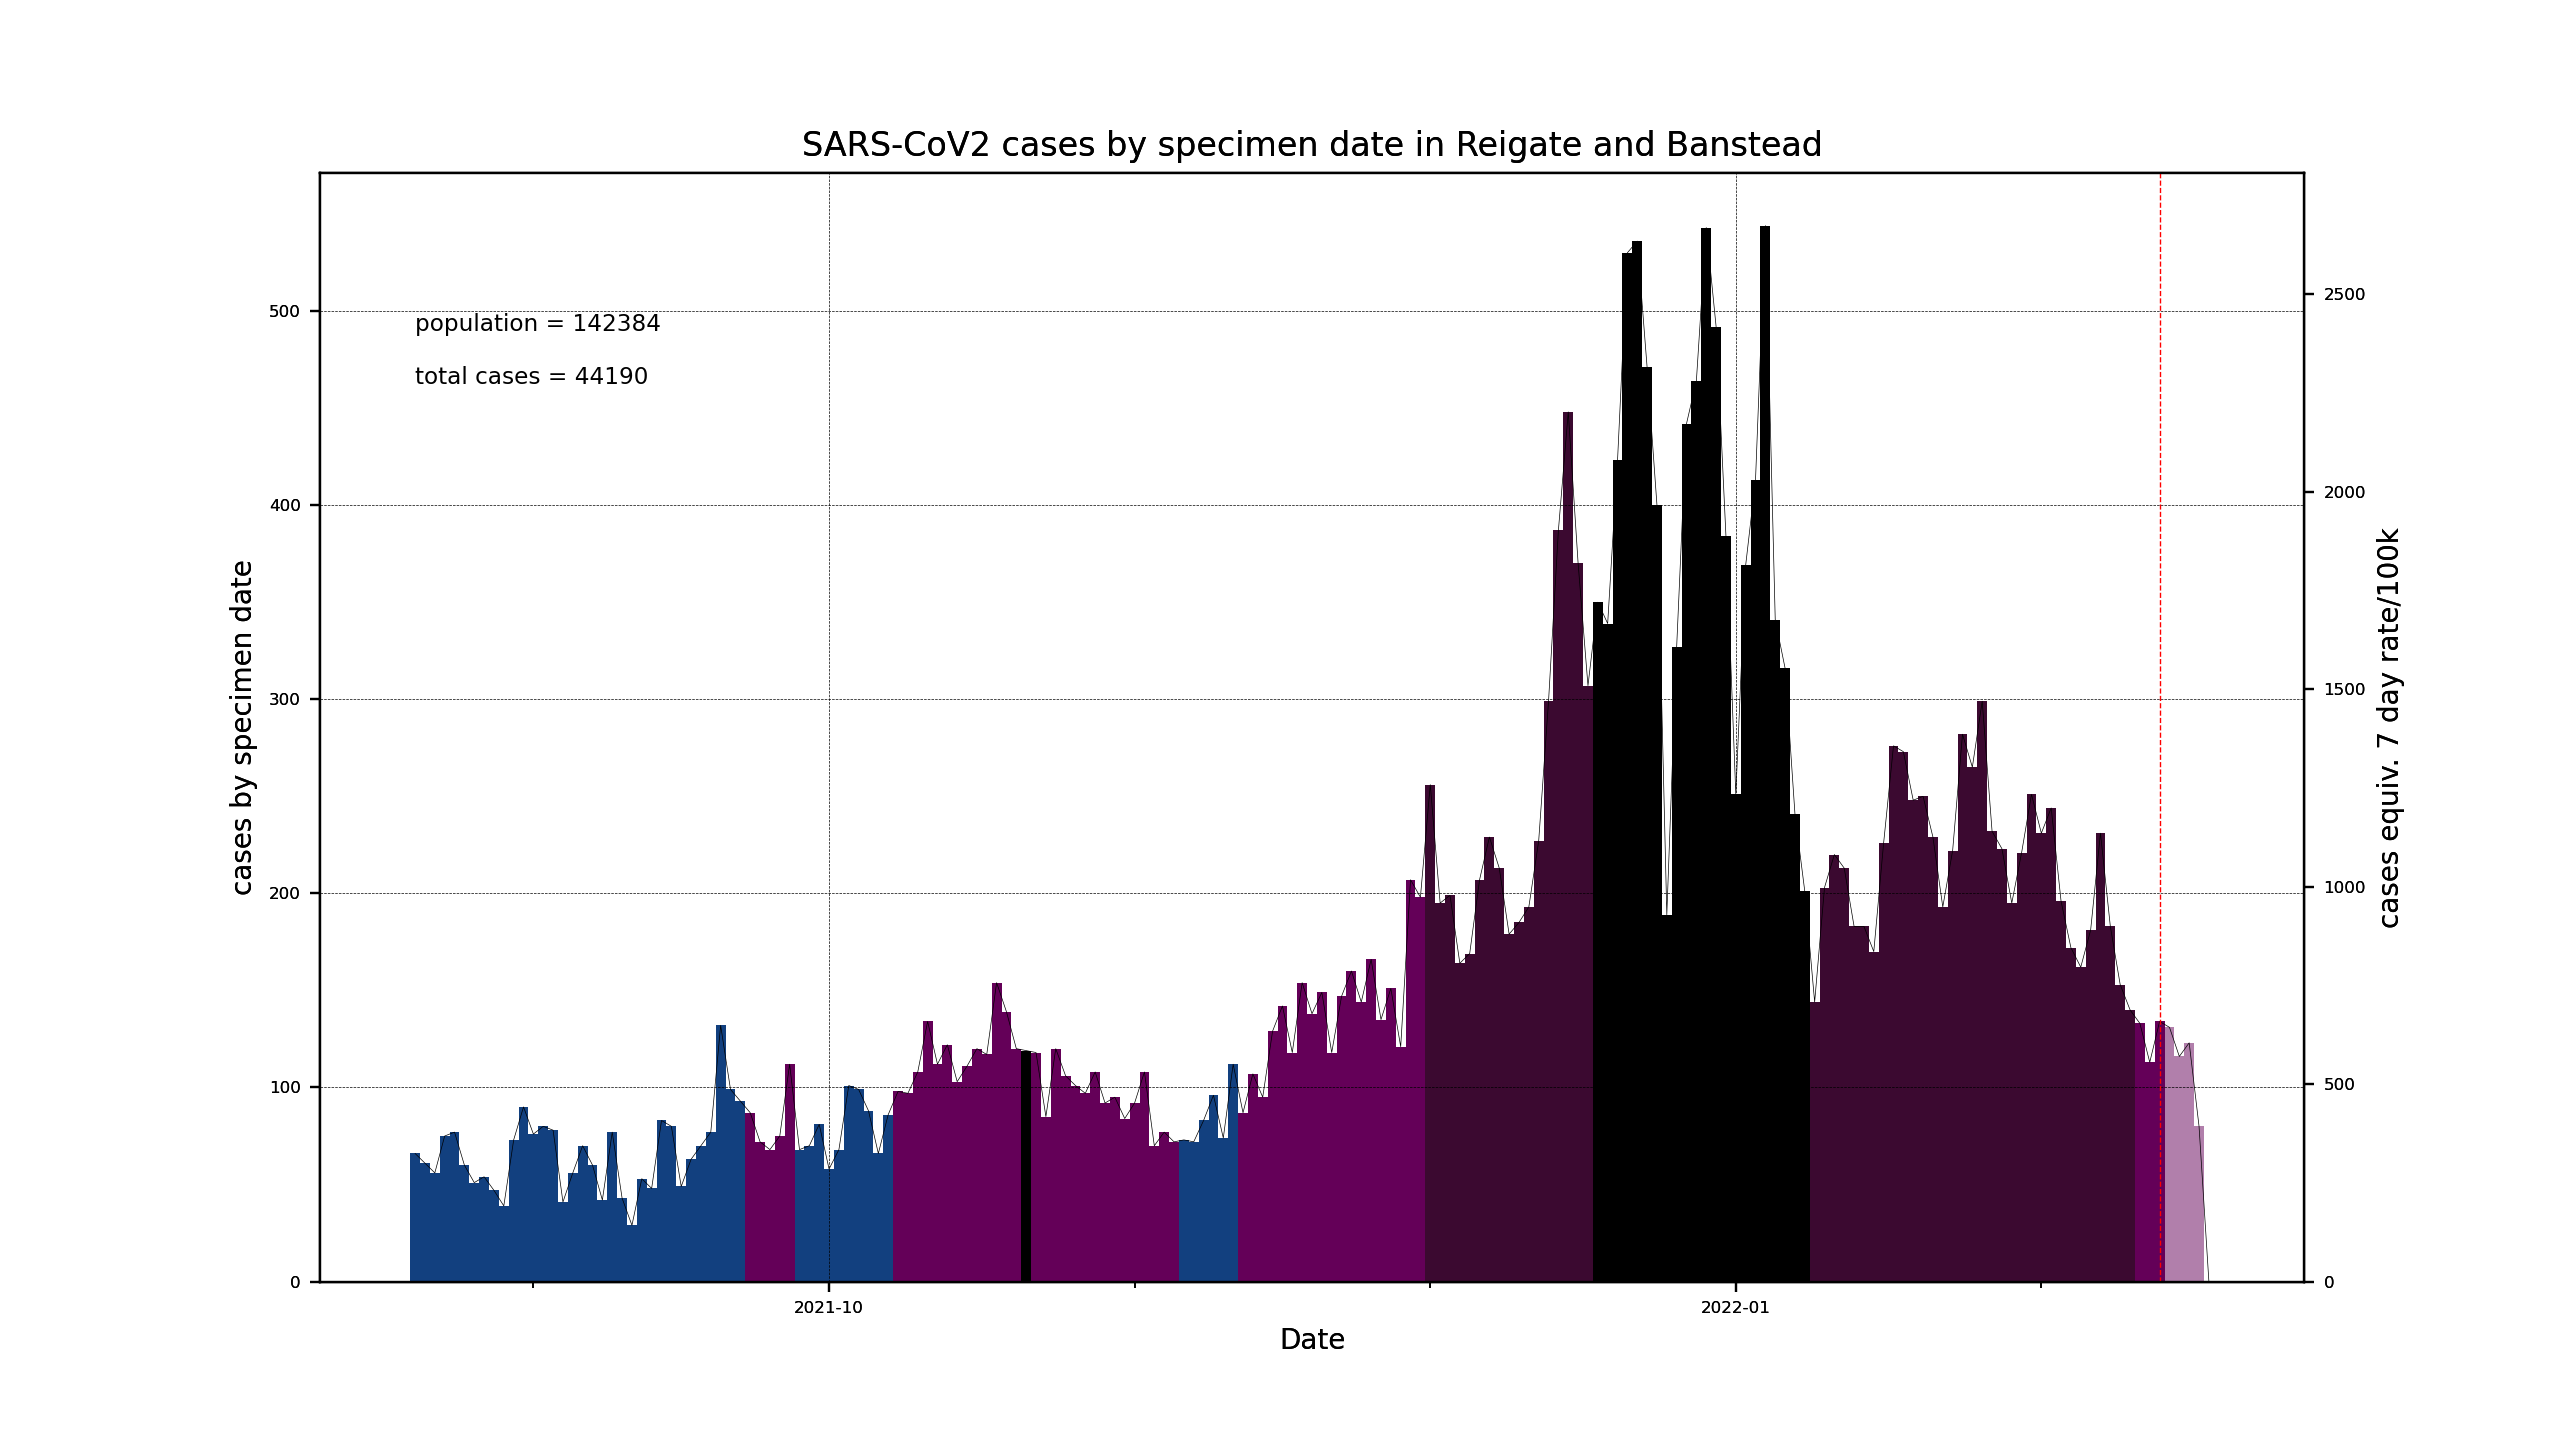 SARS-CoV2 cases by specimen date in Reigate and Banstead
population = 142384
total cases = 44190
cases by specimen date
500
400
300
200
100
0
2500
2000
1500
1000
500
0
cases equiv. 7 day rate/100k
2021-10
2022-01
Date